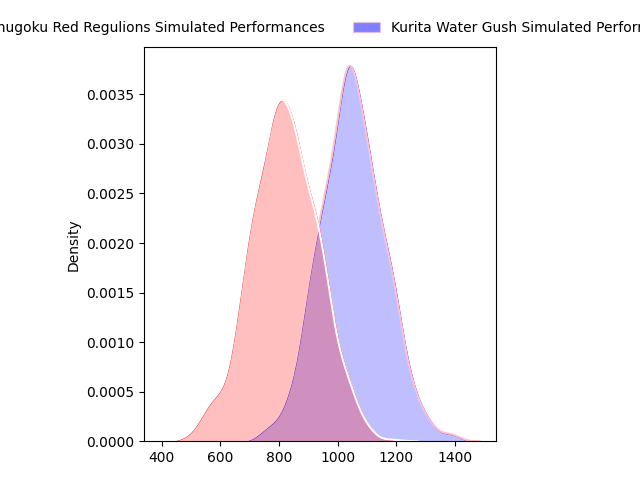 hugoku Red Regulions Simulated Performances
Kurita Water Gush Simulated Perfor
0.0035
0.0030
0.0025
0.0020
0.0015
0.0010
0.0005
0.0000
Density
400 600 800 1000 1200 1400